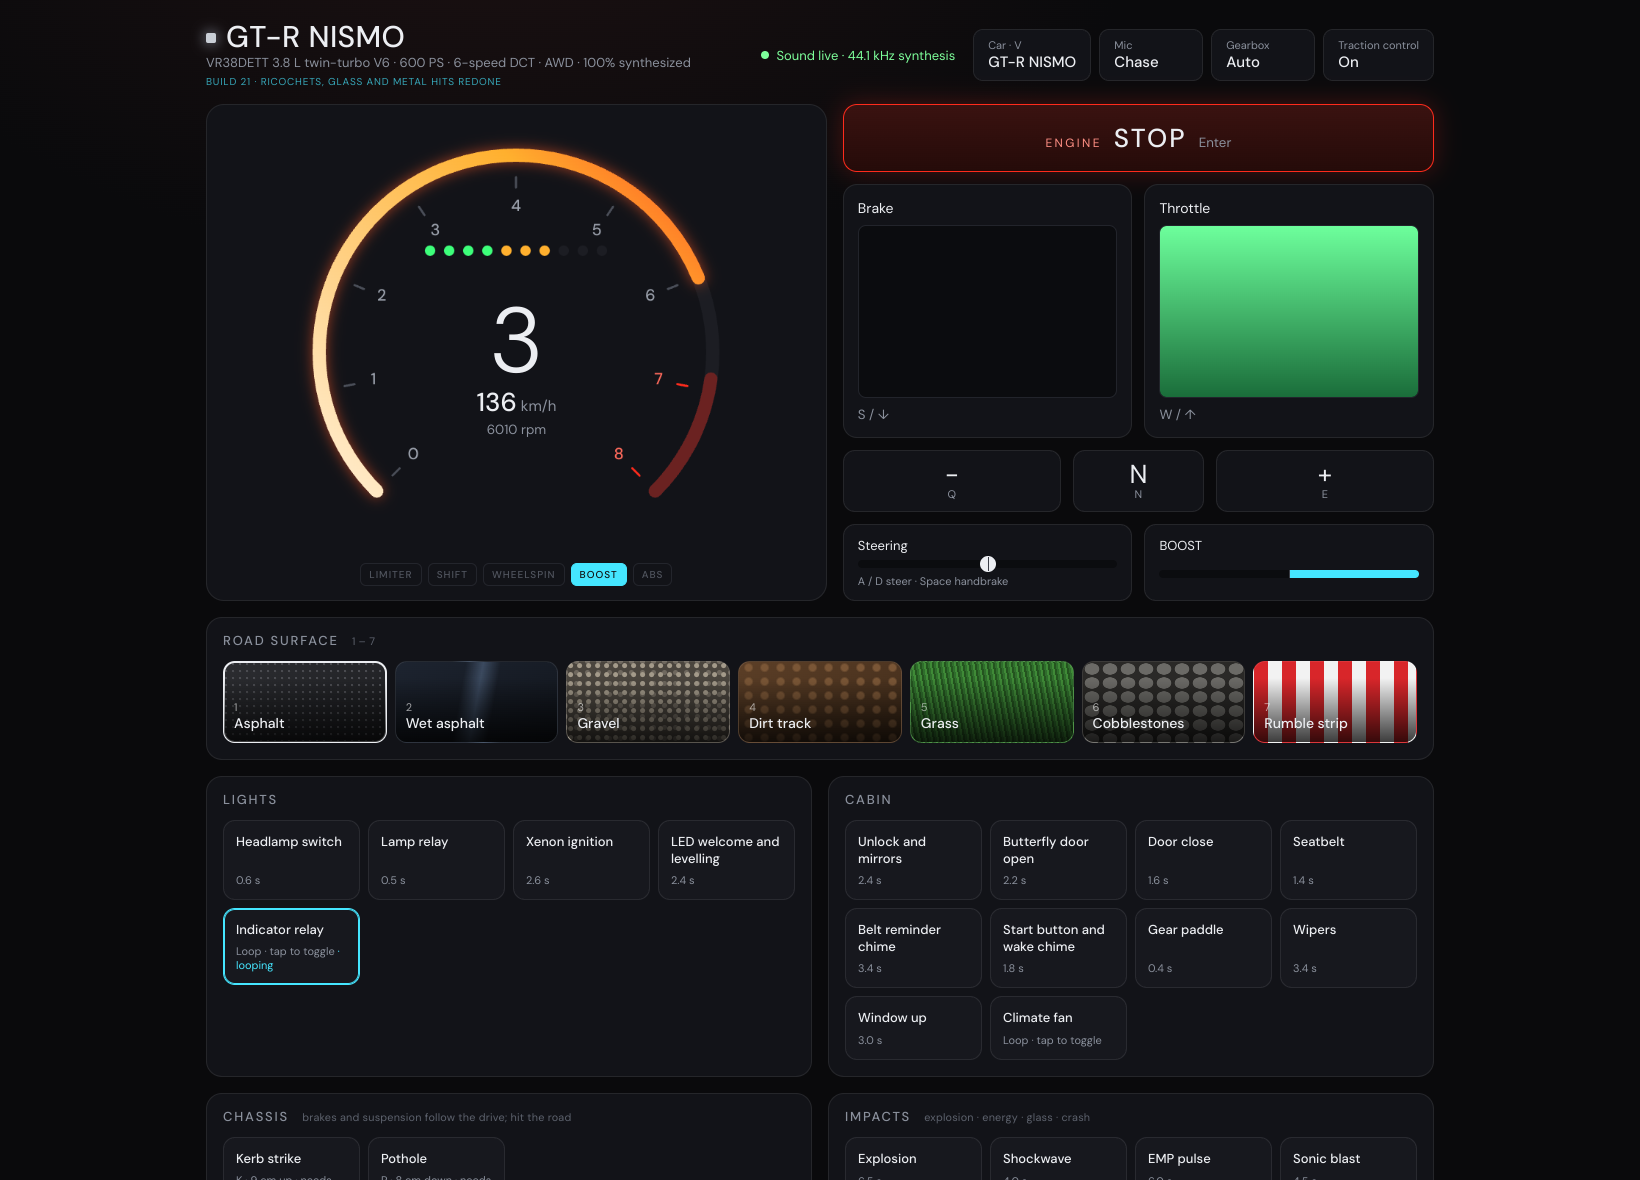 GT-R NISMO
VR38DETT 3.8 L twin-turbo V6 · 600 PS · 6-speed DCT · AWD · 100% synthesized
BUILD 21 · RICOCHETS, GLASS AND METAL HITS REDONE
Sound live · 44.1 kHz synthesis
Car · V
GT-R NISMO
Mic
Chase
Gearbox
Auto
Traction control
On
0
1
2
3
4
5
6
7
8
3
136 km/h
6010 rpm
LIMITER
SHIFT
WHEELSPIN
BOOST
ABS
ENGINE STOP Enter
Brake
S / ↓
Throttle
W / ↑
−
Q
N
N
+
E
Steering
A / D steer · Space handbrake
BOOST
ROAD SURFACE 1 – 7
1
Asphalt
2
Wet asphalt
3
Gravel
4
Dirt track
5
Grass
6
Cobblestones
7
Rumble strip
LIGHTS
Headlamp switch
0.6 s
Lamp relay
0.5 s
Xenon ignition
2.6 s
LED welcome and
levelling
2.4 s
Indicator relay
Loop · tap to toggle ·
looping
CABIN
Unlock and
mirrors
2.4 s
Butterfly door
open
2.2 s
Door close
1.6 s
Seatbelt
1.4 s
Belt reminder
chime
3.4 s
Start button and
wake chime
1.8 s
Gear paddle
0.4 s
Wipers
3.4 s
Window up
3.0 s
Climate fan
Loop · tap to toggle
CHASSIS brakes and suspension follow the drive; hit the road
Kerb strike
Pothole
IMPACTS explosion · energy · glass · crash
Explosion
Shockwave
EMP pulse
Sonic blast